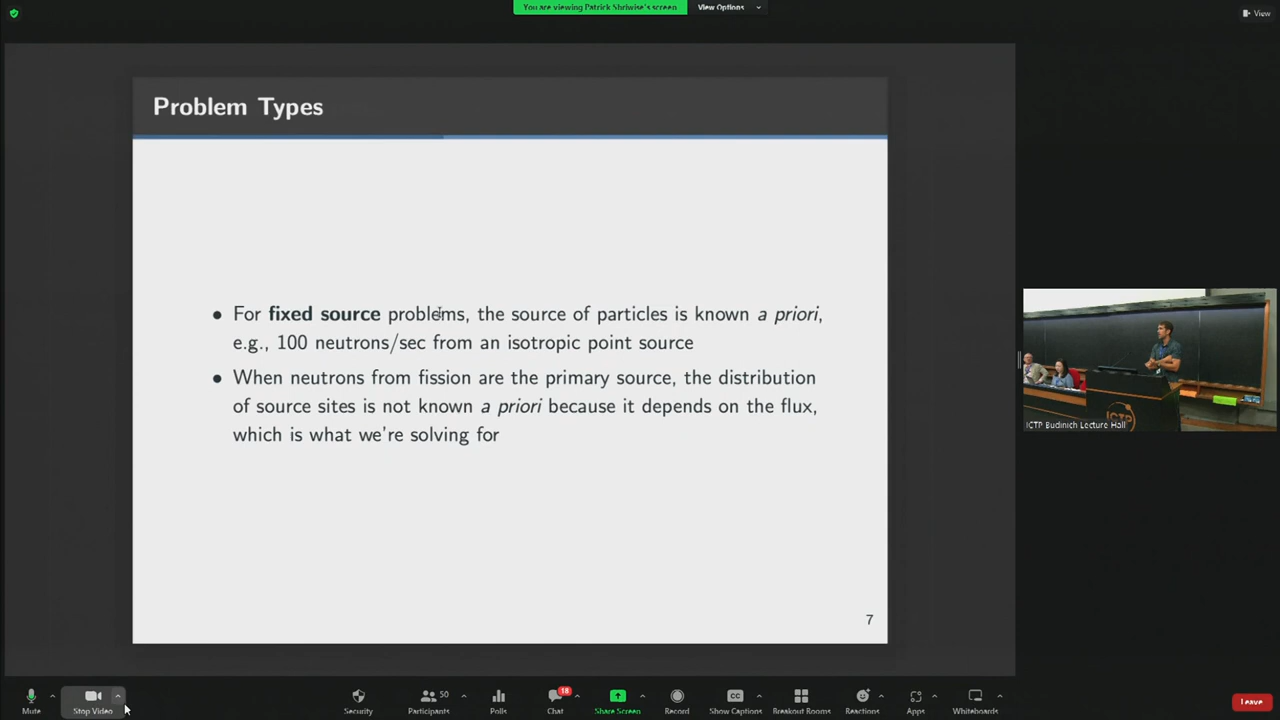 You are viewing Patrick Shriwise's screen
View Options
View
Problem Types
• For fixed source problems, the source of particles is known a priori,
e.g., 100 neutrons/sec from an isotropic point source
• When neutrons from fission are the primary source, the distribution
of source sites is not known a priori because it depends on the flux,
which is what we're solving for
7
ICTP
ICTP Budinich Lecture Hall
Mute
Stop Video
Security
Participants
50
Polls
Chat
18
Share Screen
Record
Show Captions
CC
Breakout Rooms
Reactions
Apps
Whiteboards
Leave